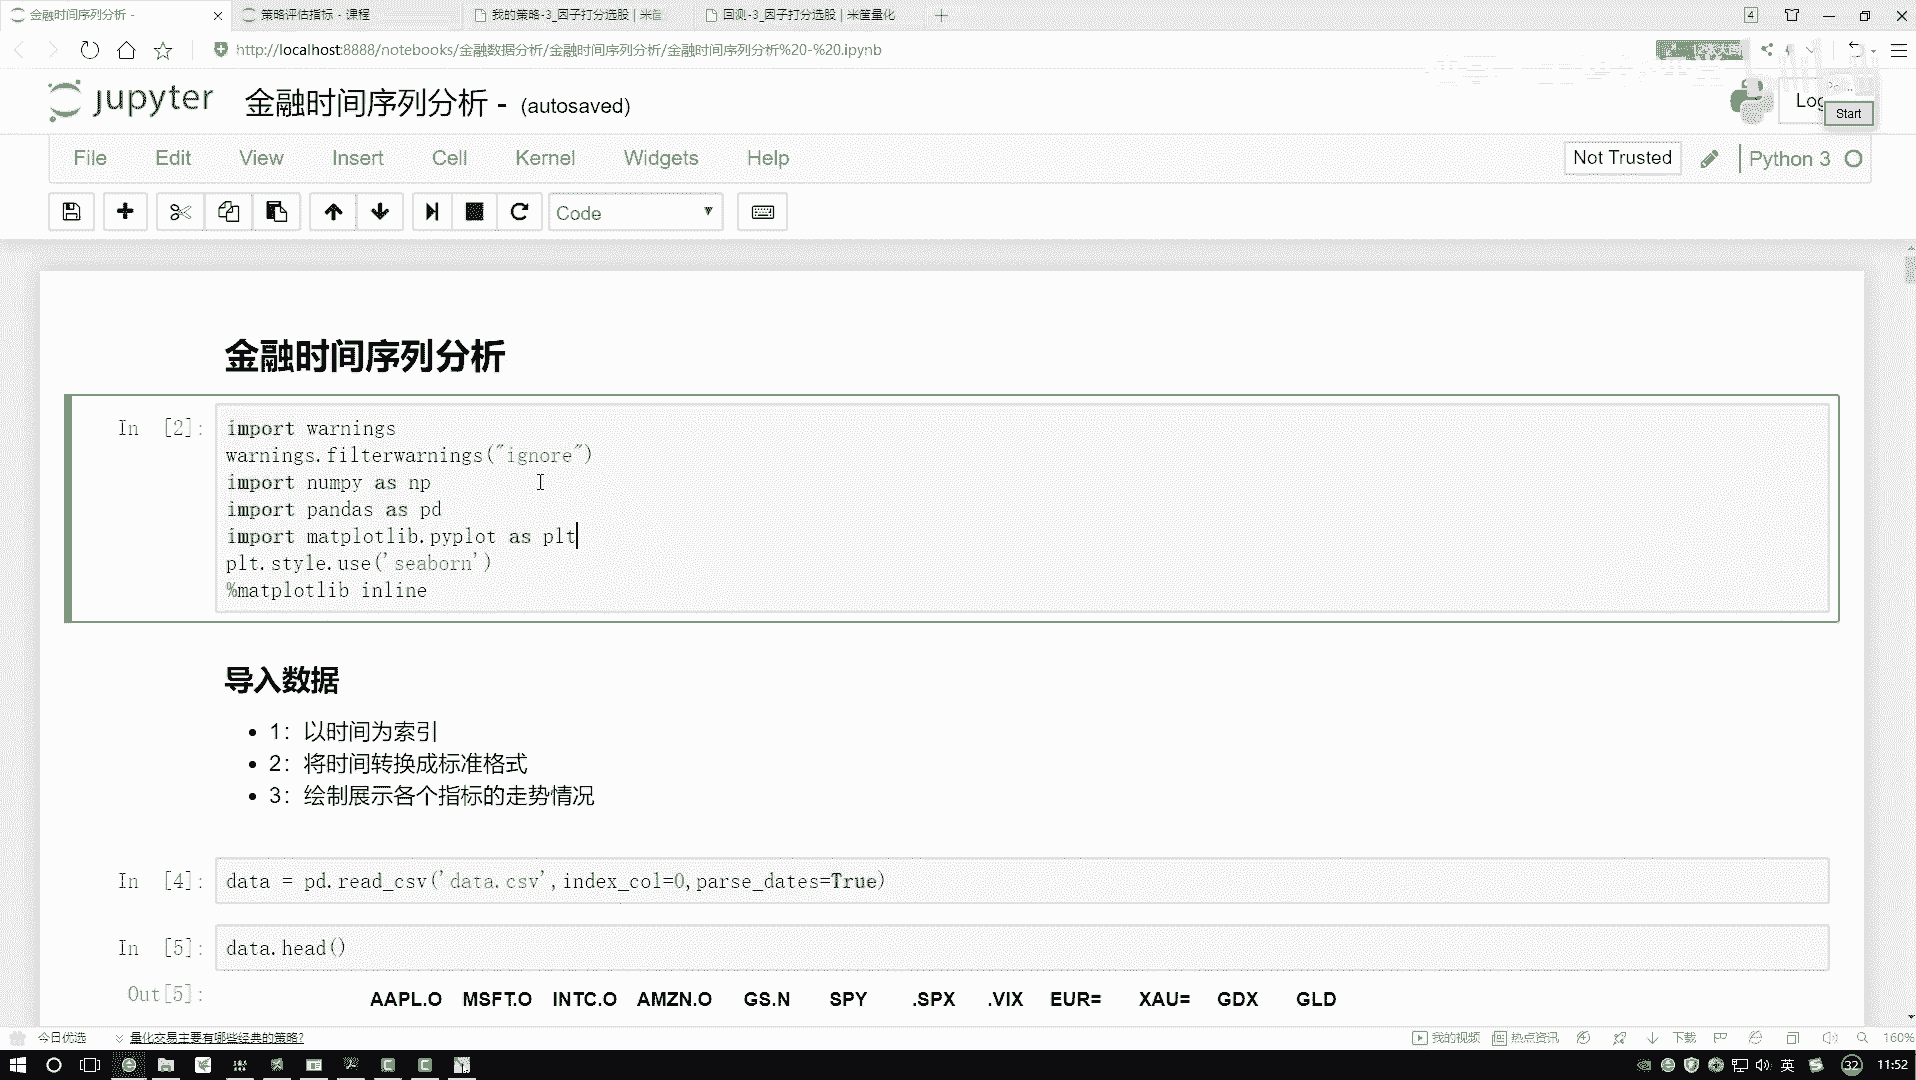 金融时间序列分析 -
策略评估指标 - 课程
我的策略-3_因子打分选股 | 米筐
回测-3_因子打分选股 | 米筐量化
4
http://localhost:8888/notebooks/金融数据分析/金融时间序列分析/金融时间序列分析%20-%20.ipynb
jupyter 金融时间序列分析 - (autosaved)
Start
File Edit View Insert Cell Kernel Widgets Help
Not Trusted
Python 3
Code
金融时间序列分析
In [2]:
import warnings
warnings.filterwarnings("ignore")
import numpy as np
import pandas as pd
import matplotlib.pyplot as plt
plt.style.use('seaborn')
%matplotlib inline
导入数据
1：以时间为索引
2：将时间转换成标准格式
3：绘制展示各个指标的走势情况
In [4]: data = pd.read_csv('data.csv',index_col=0,parse_dates=True)
In [5]: data.head()
Out[5]:
AAPL.O MSFT.O INTC.O AMZN.O GS.N SPY .SPX .VIX EUR= XAU= GDX GLD
今日优选 量化交易主要有哪些经典的策略?
我的视频 热点资讯 下载 160%
英 32 11:52